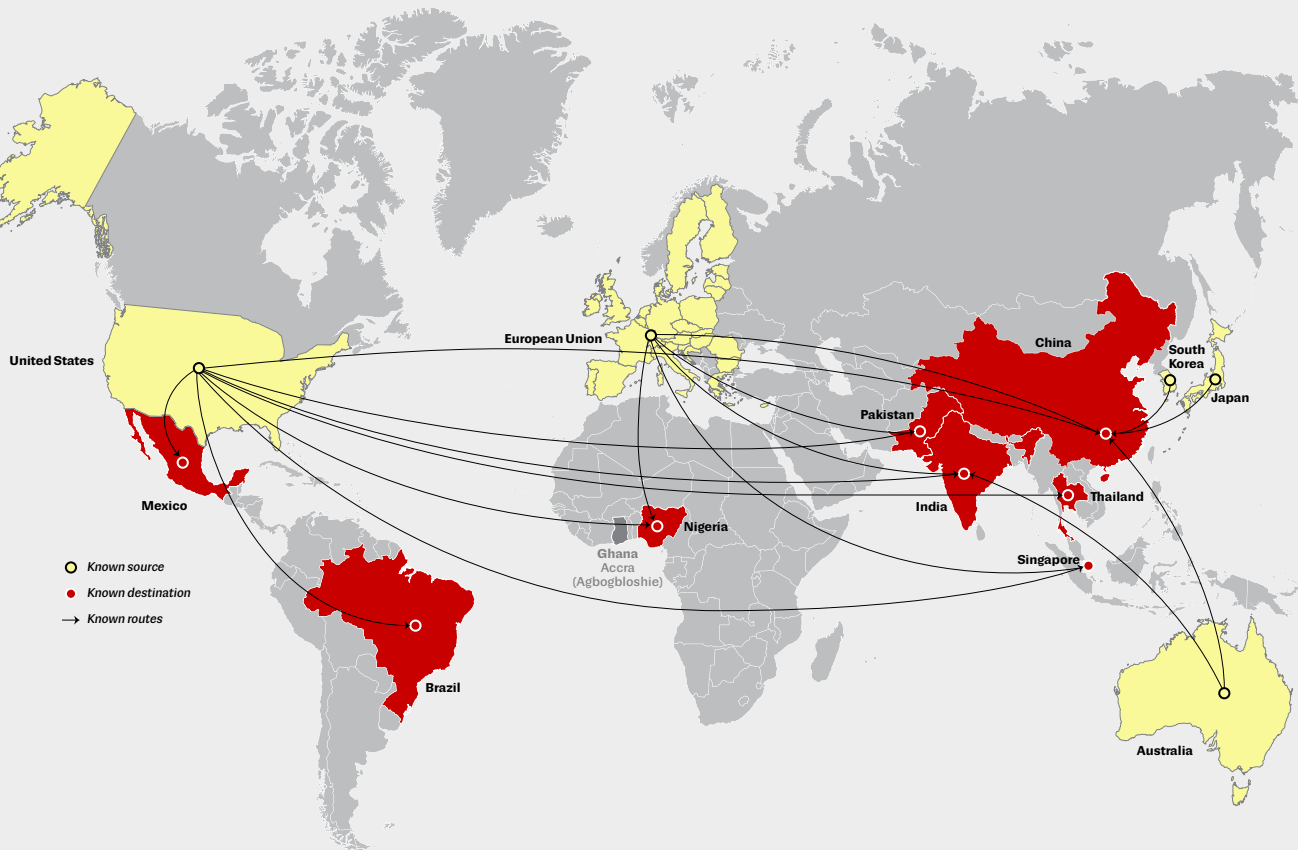 European Union
United States
China
South
Korea
Japan
Pakistan
Mexico
India
Thailand
Nigeria
Ghana
Accra
(Agbogbloshie)
Singapore
Known source
Known destination
Known routes
Brazil
Australia